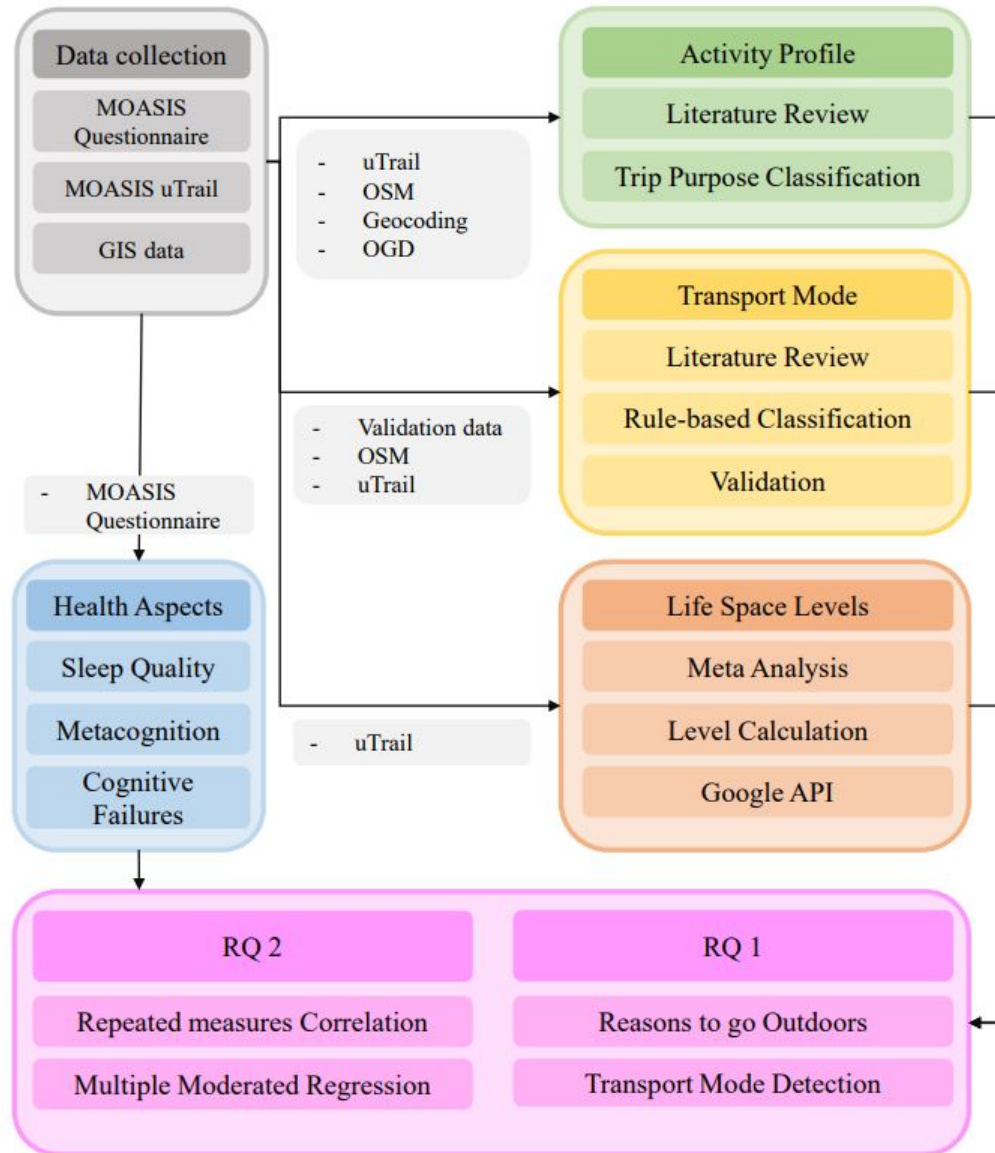 Data collection
MOASIS
Questionnaire
MOASIS uTrail
GIS data
- uTrail
- OSM
- Geocoding
- OGD
Activity Profile
Literature Review
Trip Purpose Classification
- Validation data
- OSM
- uTrail
Transport Mode
Literature Review
Rule-based Classification
Validation
- MOASIS
Questionnaire
Health Aspects
Sleep Quality
Metacognition
Cognitive
Failures
- uTrail
Life Space Levels
Meta Analysis
Level Calculation
Google API
RQ 2
Repeated measures Correlation
Multiple Moderated Regression
RQ 1
Reasons to go Outdoors
Transport Mode Detection